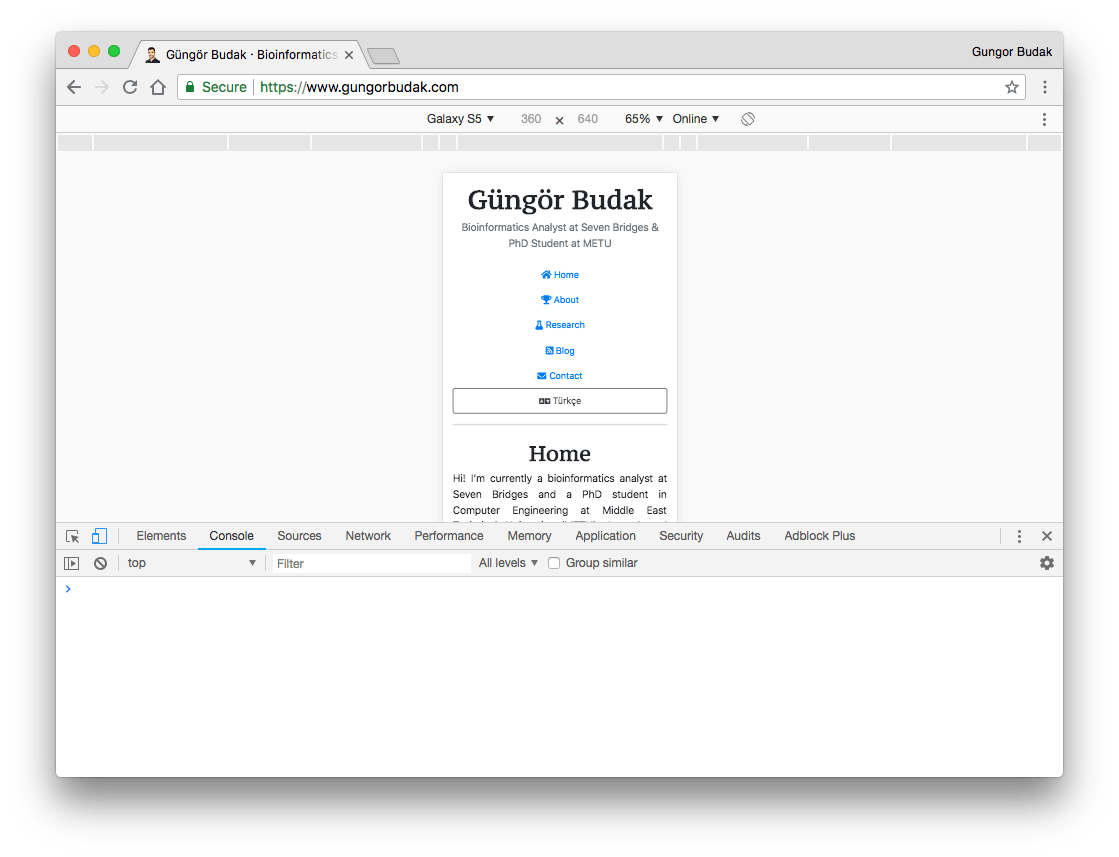 Güngör Budak · Bioinformatics
Gungor Budak
Secure https://www.gungorbudak.com
Galaxy S5 360 x 640 65% Online
Güngör Budak
Bioinformatics Analyst at Seven Bridges &
PhD Student at METU
Home
About
Research
Blog
Contact
Türkçe
Home
Hi! I'm currently a bioinformatics analyst at
Seven Bridges and a PhD student in
Computer Engineering at Middle East
Elements Console Sources Network Performance Memory Application Security Audits Adblock Plus
top Filter All levels Group similar